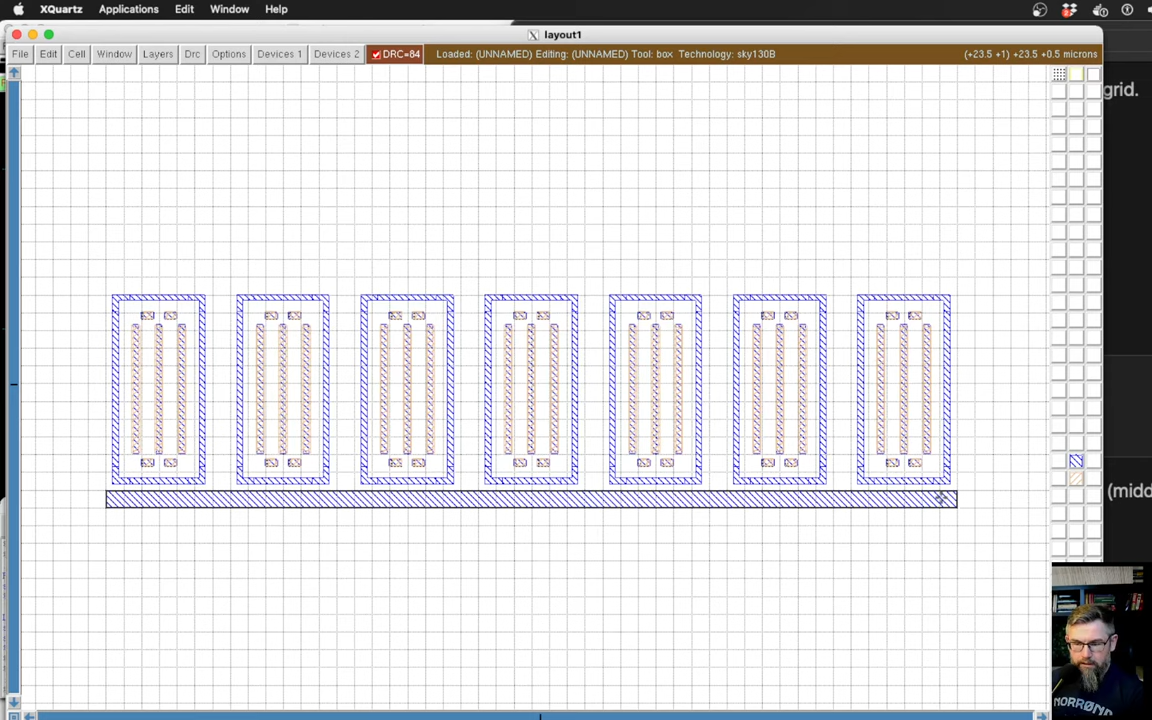 XQuartz Applications Edit Window Help
layout1
File Edit Cell Window Layers Drc Options Devices 1 Devices 2 DRC=84 Loaded: (UNNAMED) Editing: (UNNAMED) Tool: box Technology: sky130B (+23.5 +1) +23.5 +0.5 microns
grid.
(midd
NORRØNA